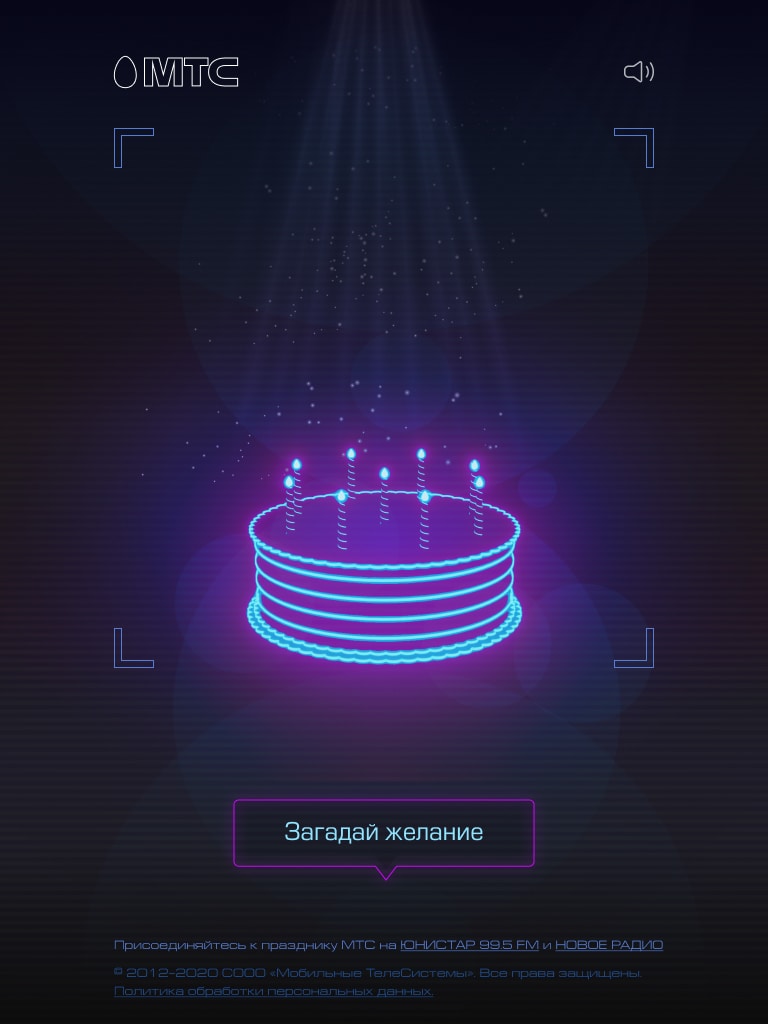 МТС
Загадай желание
Присоединяйтесь к празднику МТС на ЮНИСТАР 99.5 FM и НОВОЕ РАДИО
© 2012-2020 СООО «Мобильные ТелеСистемы». Все права защищены.
Политика обработки персональных данных.